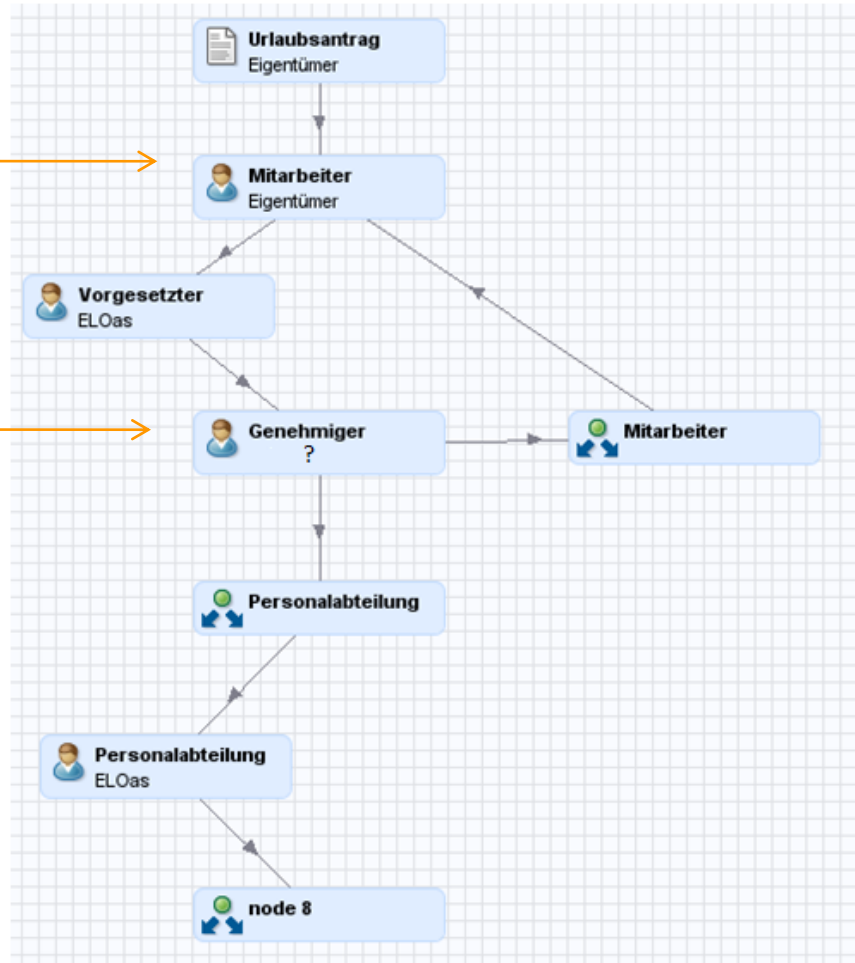 Urlaubsantrag
Eigentümer
Mitarbeiter
Eigentümer
Vorgesetzter
ELOas
Genehmiger
?
Mitarbeiter
Personalabteilung
Personalabteilung
ELOas
node 8